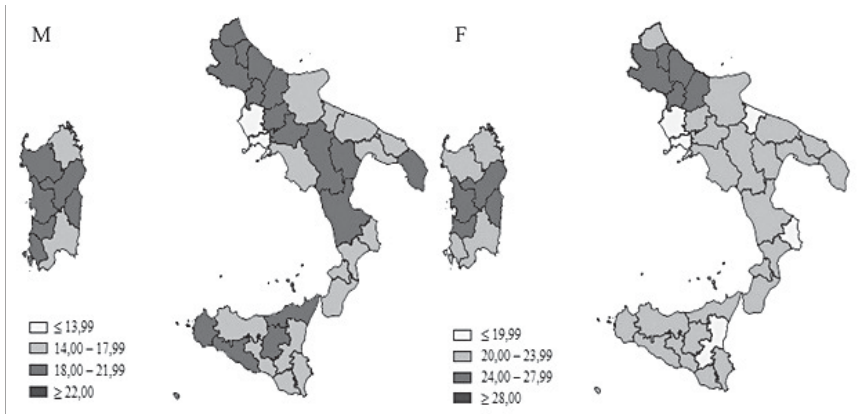 M
F
≤ 13,99
14,00 – 17,99
18,00 – 21,99
≥ 22,00
≤ 19,99
20,00 – 23,99
24,00 – 27,99
≥ 28,00